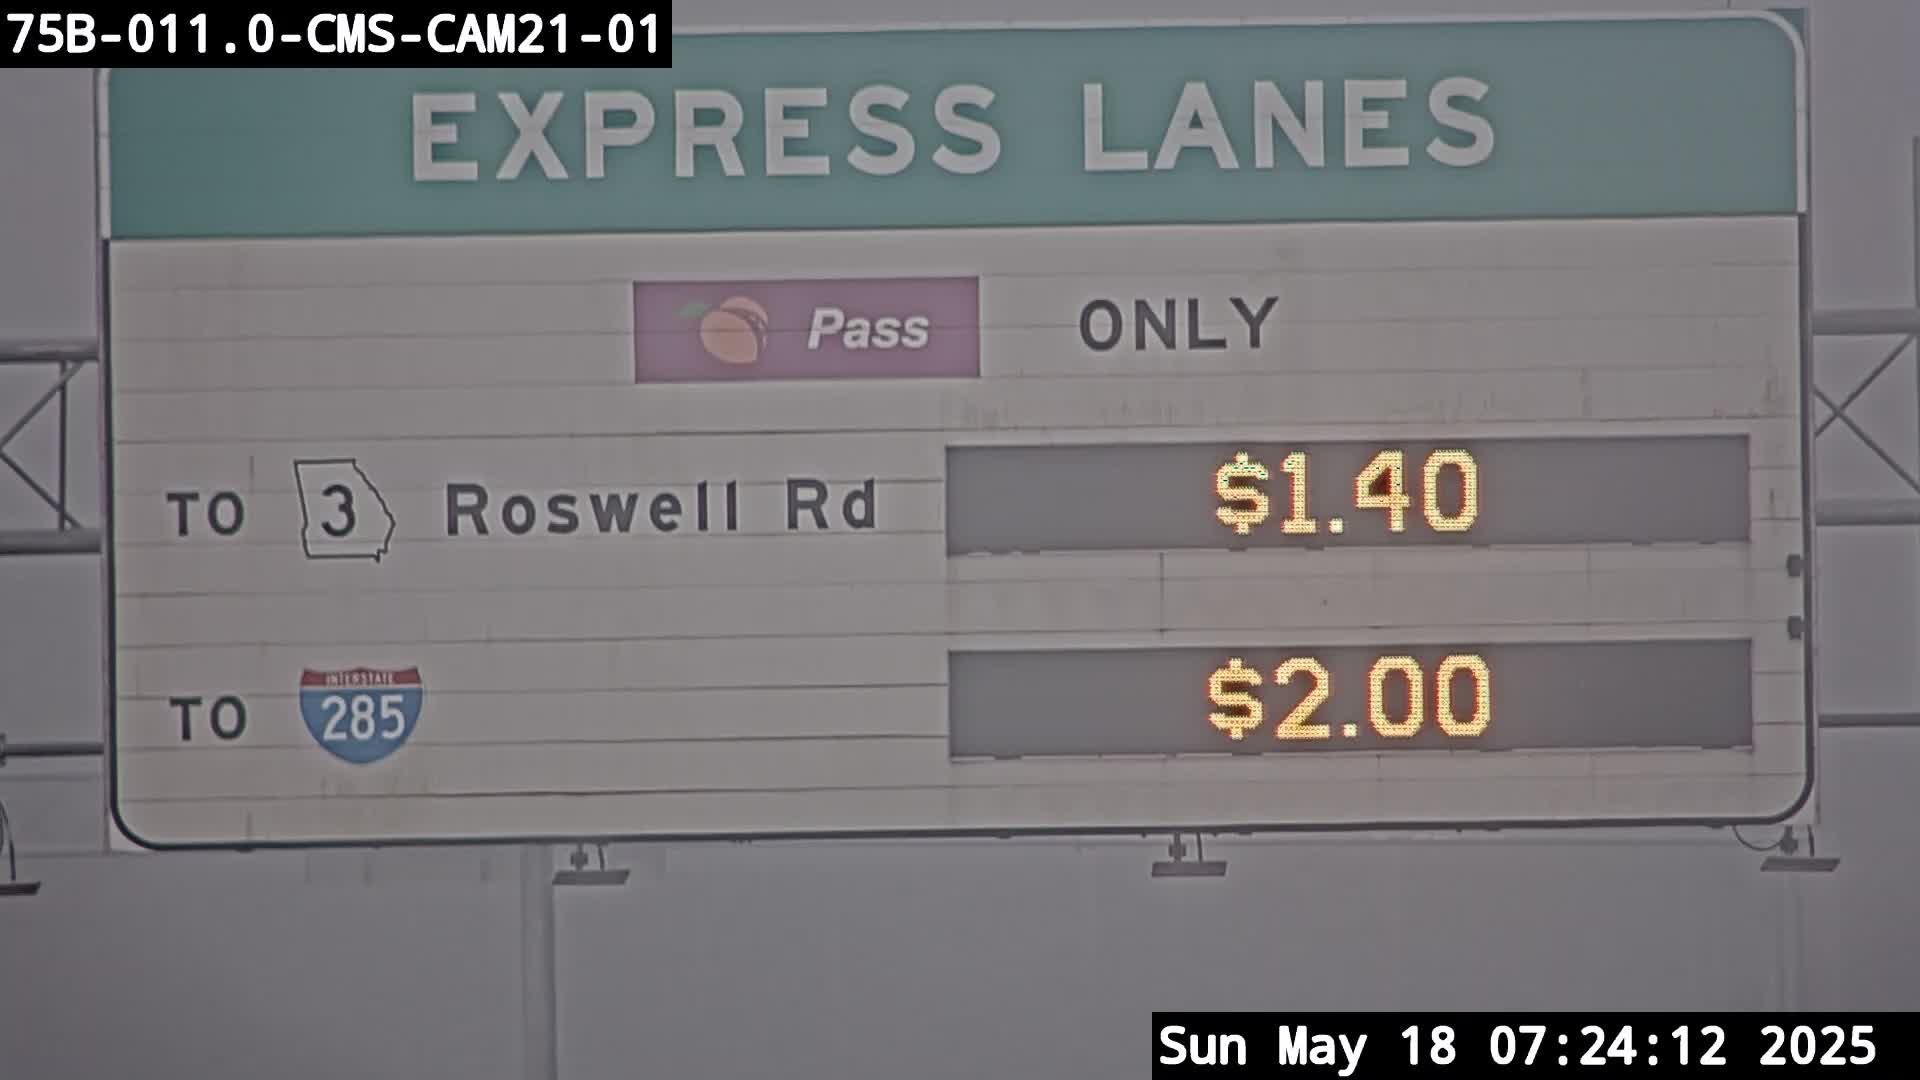 75B-011.0-CMS-CAM21-01
EXPRESS LANES
Pass ONLY
TO 3 Roswell Rd $1.40
TO INTERSTATE 285 $2.00
Sun May 18 07:24:12 2025